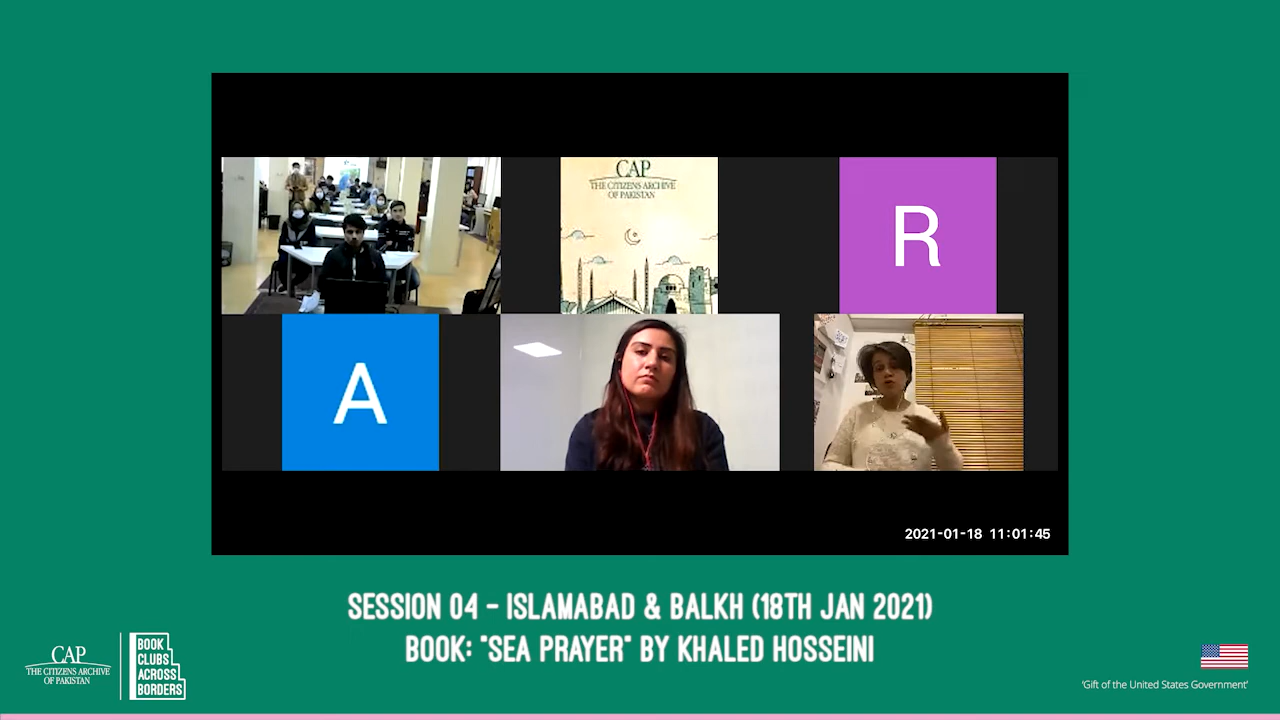 CAP
THE CITIZENS ARCHIVE
OF PAKISTAN
R
A
2021-01-18 11:01:45
SESSION 04 - ISLAMABAD & BALKH (18TH JAN 2021)
BOOK: "SEA PRAYER" BY KHALED HOSSEINI
CAP
THE CITIZENS ARCHIVE
OF PAKISTAN
BOOK
CLUBS
ACROSS
BORDERS
'Gift of the United States Government'